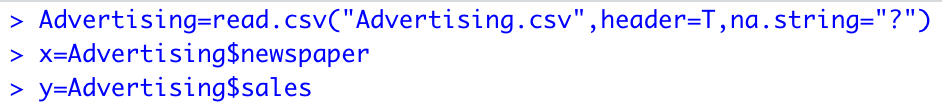 > Advertising=read.csv("Advertising.csv",header=T,na.string="?")
> x=Advertising$newspaper
> y=Advertising$sales